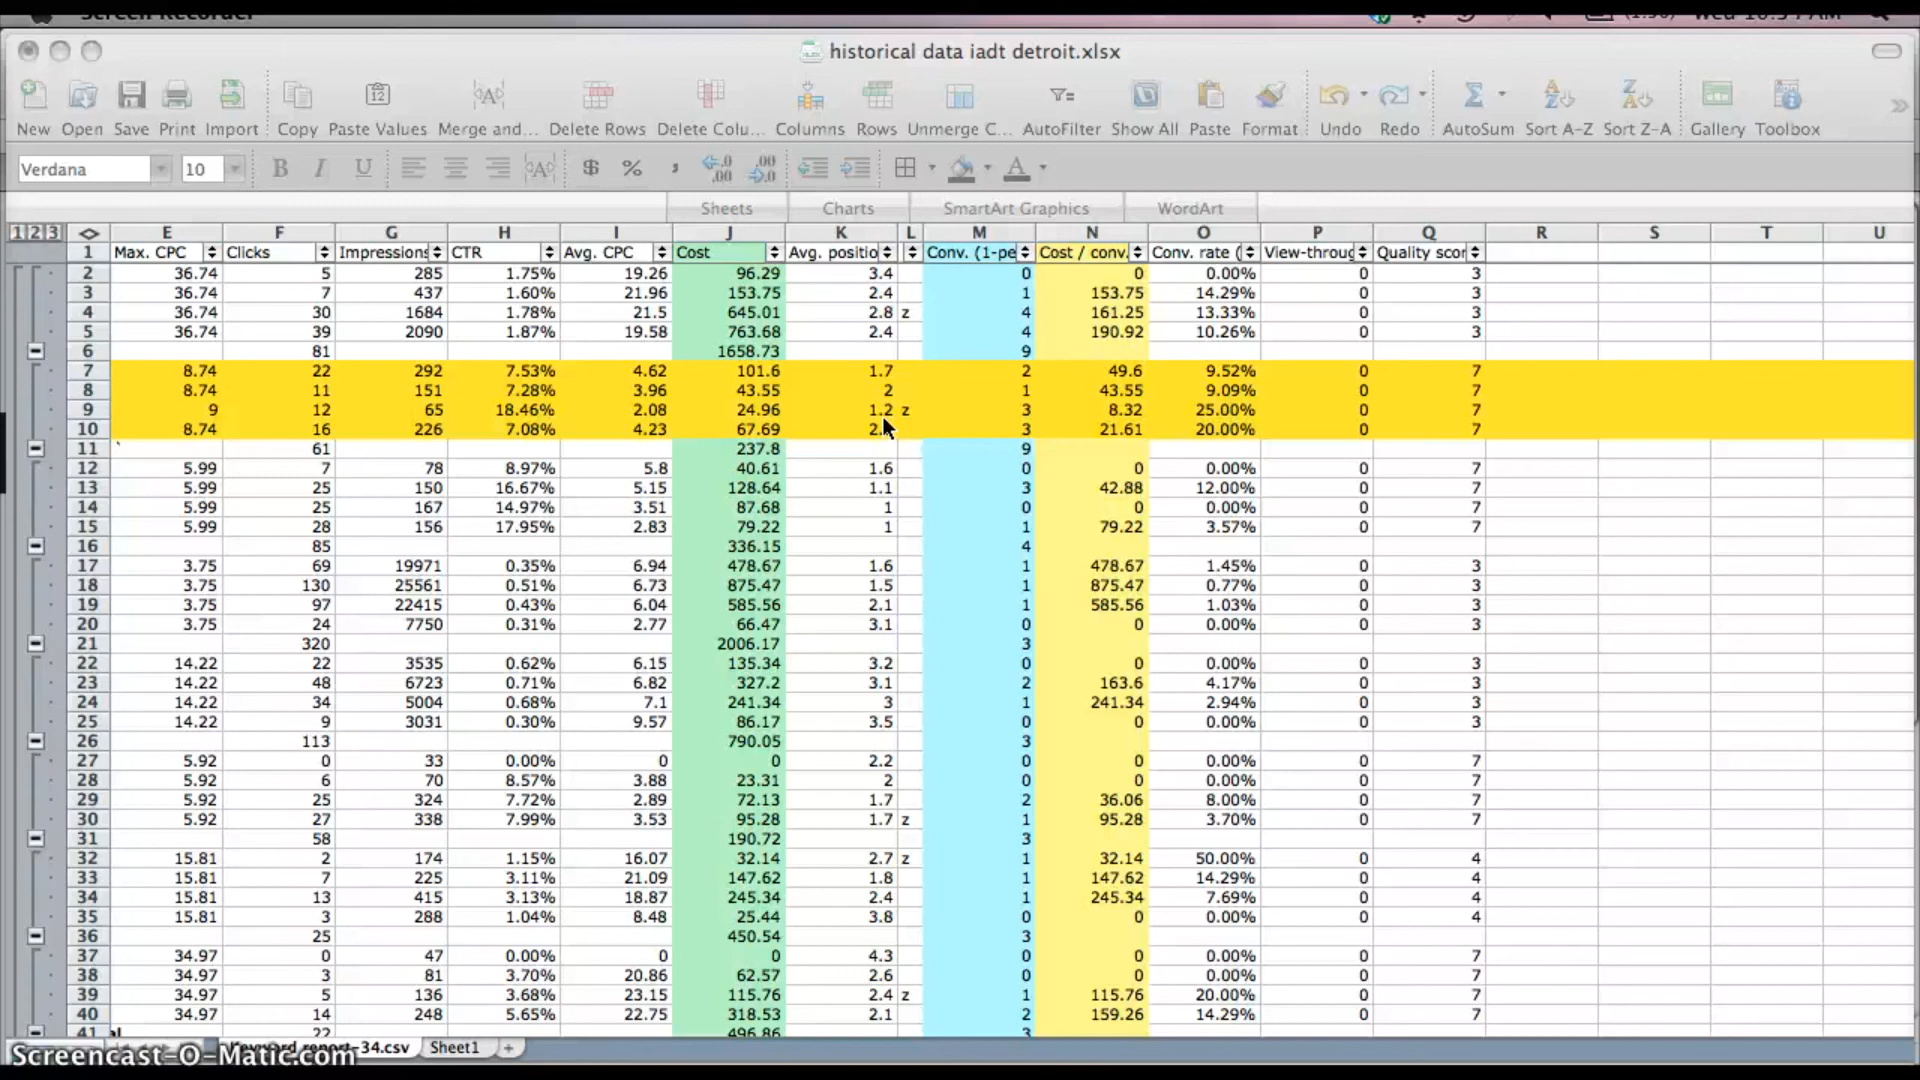 Screen Recorder
historical data iadt detroit.xlsx
New Open Save Print Import Copy Paste Values Merge and... Delete Rows Delete Colu... Columns Rows Unmerge C... AutoFilter Show All Paste Format Undo Redo AutoSum Sort A-Z Sort Z-A Gallery Toolbox
Verdana 10 B I U
Sheets Charts SmartArt Graphics WordArt
1 2 3 E F G H I J K L M N O P Q R S T U
1 Max. CPC Clicks Impressions CTR Avg. CPC Cost Avg. positio Conv. (1-pe Cost / conv. Conv. rate ( View-throug Quality scor
2 36.74 5 285 1.75% 19.26 96.29 3.4 0 0 0.00% 0 3
3 36.74 7 437 1.60% 21.96 153.75 2.4 1 153.75 14.29% 0 3
4 36.74 30 1684 1.78% 21.5 645.01 2.8 z 4 161.25 13.33% 0 3
5 36.74 39 2090 1.87% 19.58 763.68 2.4 4 190.92 10.26% 0 3
6 81 1658.73 9
7 8.74 22 292 7.53% 4.62 101.6 1.7 2 49.6 9.52% 0 7
8 8.74 11 151 7.28% 3.96 43.55 2 1 43.55 9.09% 0 7
9 9 12 65 18.46% 2.08 24.96 1.2 z 3 8.32 25.00% 0 7
10 8.74 16 226 7.08% 4.23 67.69 3 21.61 20.00% 0 7
11 ` 61 237.8 9
12 5.99 7 78 8.97% 5.8 40.61 1.6 0 0 0.00% 0 7
13 5.99 25 150 16.67% 5.15 128.64 1.1 3 42.88 12.00% 0 7
14 5.99 25 167 14.97% 3.51 87.68 1 0 0 0.00% 0 7
15 5.99 28 156 17.95% 2.83 79.22 1 1 79.22 3.57% 0 7
16 85 336.15 4
17 3.75 69 19971 0.35% 6.94 478.67 1.6 1 478.67 1.45% 0 3
18 3.75 130 25561 0.51% 6.73 875.47 1.5 1 875.47 0.77% 0 3
19 3.75 97 22415 0.43% 6.04 585.56 2.1 1 585.56 1.03% 0 3
20 3.75 24 7750 0.31% 2.77 66.47 3.1 0 0 0.00% 0 3
21 320 2006.17 3
22 14.22 22 3535 0.62% 6.15 135.34 3.2 0 0 0.00% 0 3
23 14.22 48 6723 0.71% 6.82 327.2 3.1 2 163.6 4.17% 0 3
24 14.22 34 5004 0.68% 7.1 241.34 3 1 241.34 2.94% 0 3
25 14.22 9 3031 0.30% 9.57 86.17 3.5 0 0 0.00% 0 3
26 113 790.05 3
27 5.92 0 33 0.00% 0 0 2.2 0 0 0.00% 0 7
28 5.92 6 70 8.57% 3.88 23.31 2 0 0 0.00% 0 7
29 5.92 25 324 7.72% 2.89 72.13 1.7 2 36.06 8.00% 0 7
30 5.92 27 338 7.99% 3.53 95.28 1.7 z 1 95.28 3.70% 0 7
31 58 190.72 3
32 15.81 2 174 1.15% 16.07 32.14 2.7 z 1 32.14 50.00% 0 4
33 15.81 7 225 3.11% 21.09 147.62 1.8 1 147.62 14.29% 0 4
34 15.81 13 415 3.13% 18.87 245.34 2.4 1 245.34 7.69% 0 4
35 15.81 3 288 1.04% 8.48 25.44 3.8 0 0 0.00% 0 4
36 25 450.54 3
37 34.97 0 47 0.00% 0 0 4.3 0 0 0.00% 0 7
38 34.97 3 81 3.70% 20.86 62.57 2.6 0 0 0.00% 0 7
39 34.97 5 136 3.68% 23.15 115.76 2.4 z 1 115.76 20.00% 0 7
40 34.97 14 248 5.65% 22.75 318.53 2.1 2 159.26 14.29% 0 7
41 22 496.86 3
Screencast-O-Matic.com report-34.csv Sheet1 +